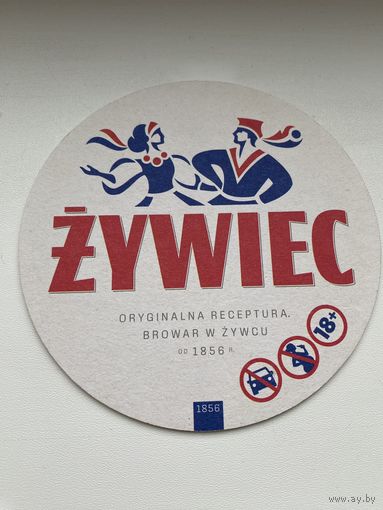 ŻYWIEC
ORYGINALNA RECEPTURA.
BROWAR W ŻYWCU
OD 1856 R.
18+
1856
www.ay.by